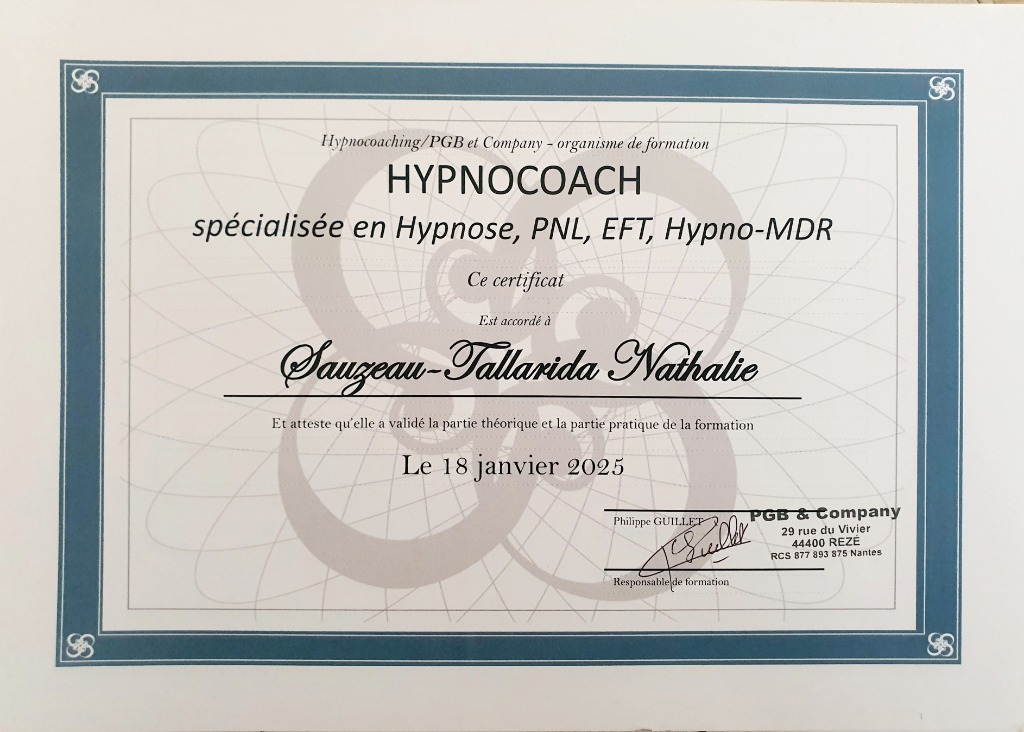 Hypnocoaching/PGB et Company - organisme de formation
HYPNOCOACH
spécialisée en Hypnose, PNL, EFT, Hypno-MDR
Ce certificat
Est accordé à
Sauzeau-Tallarida Nathalie
Et atteste qu'elle a validé la partie théorique et la partie pratique de la formation
Le 18 janvier 2025
Philippe GUILLET
PGB & Company
29 rue du Vivier
44400 REZÉ
RCS 877 893 875 Nantes
Responsable de formation